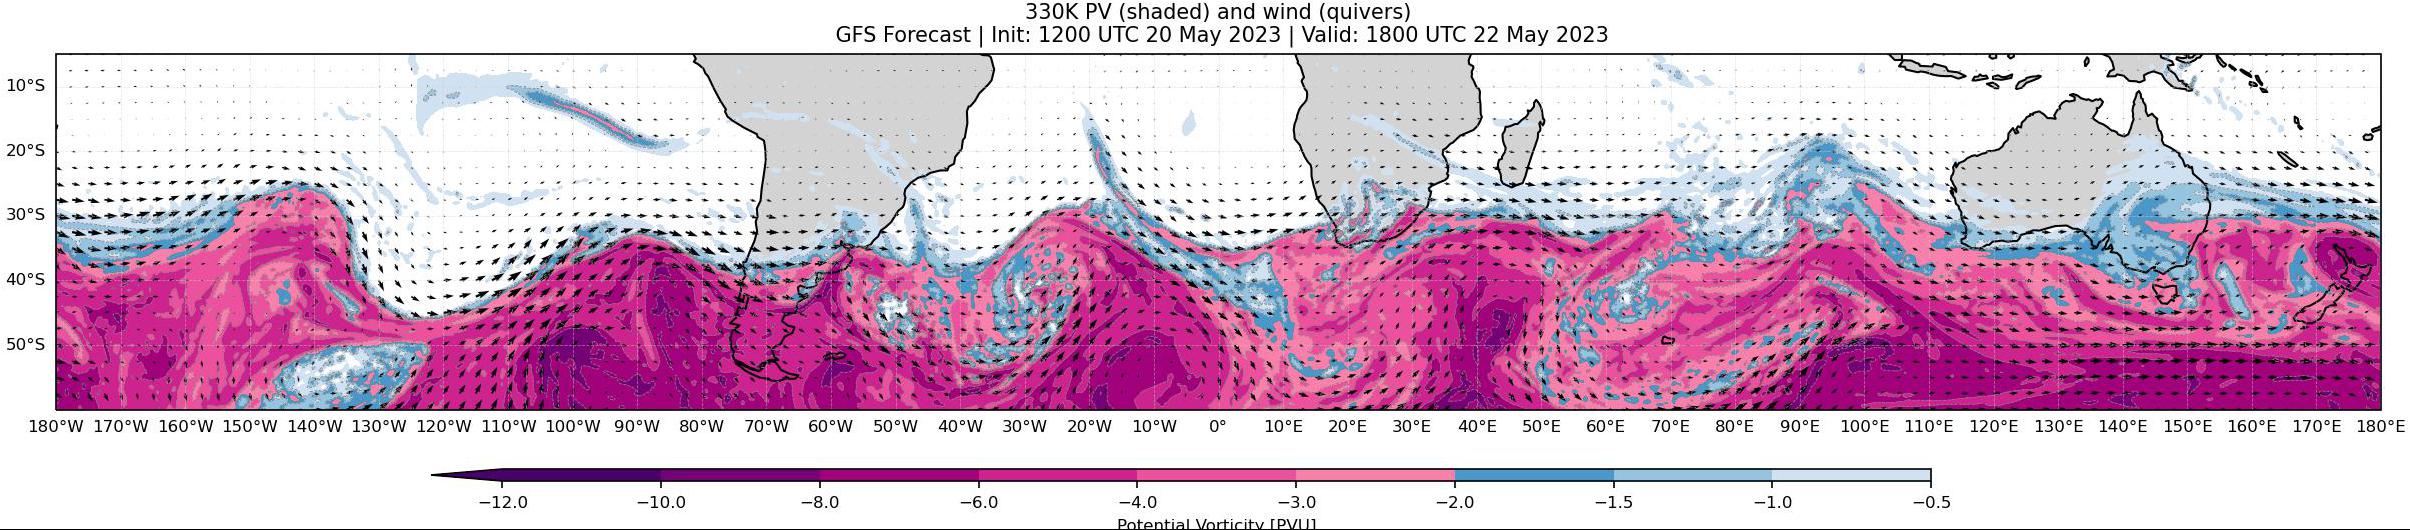 330K PV (shaded) and wind (quivers)
GFS Forecast | Init: 1200 UTC 20 May 2023 | Valid: 1800 UTC 22 May 2023
10°S
20°S
30°S
40°S
50°S
180°W 170°W 160°W 150°W 140°W 130°W 120°W 110°W 100°W 90°W 80°W 70°W 60°W 50°W 40°W 30°W 20°W 10°W 0° 10°E 20°E 30°E 40°E 50°E 60°E 70°E 80°E 90°E 100°E 110°E 120°E 130°E 140°E 150°E 160°E 170°E 180°E
−12.0 −10.0 −8.0 −6.0 −4.0 −3.0 −2.0 −1.5 −1.0 −0.5
Potential Vorticity [PVU]